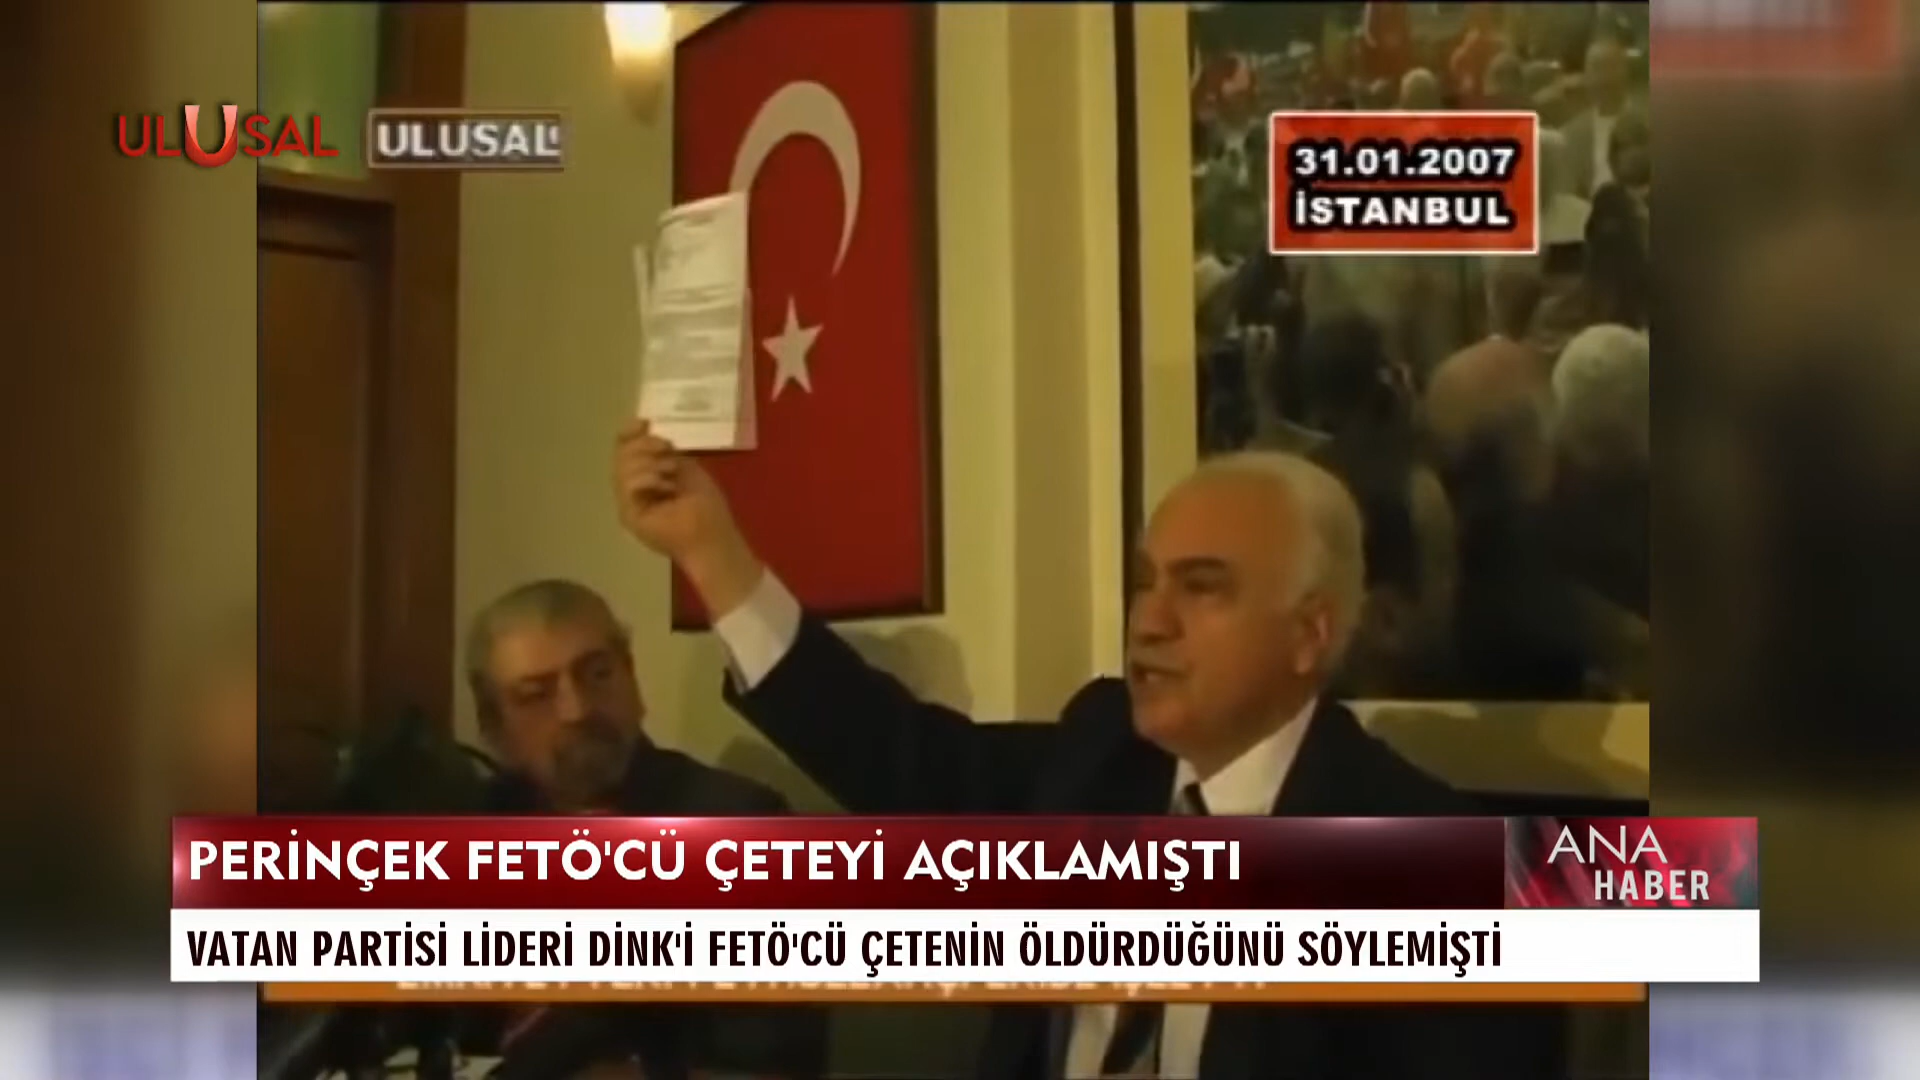 ULUSAL
ULUSAL
31.01.2007
İSTANBUL
PERİNÇEK FETÖ'CÜ ÇETEYİ AÇIKLAMIŞTI
ANA
HABER
VATAN PARTİSİ LİDERİ DİNK'İ FETÖ'CÜ ÇETENİN ÖLDÜRDÜĞÜNÜ SÖYLEMİŞTİ